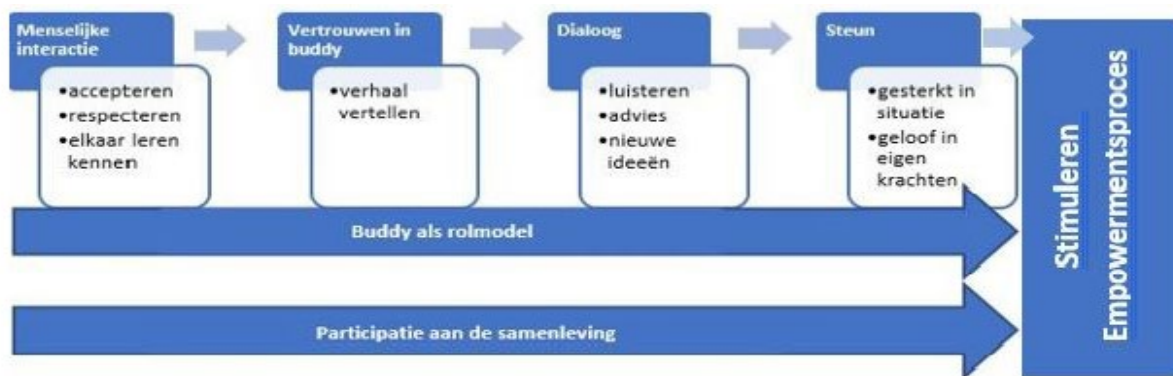 Menselijke
interactie
•accepteren
•respecteren
•elkaar leren
kennen
Vertrouwen in
buddy
•verhaal
vertellen
Dialoog
•luisteren
•advies
•nieuwe
ideeën
Steun
•gesterkt in
situatie
•geloof in
eigen
krachten
Buddy als rolmodel
Participatie aan de samenleving
Stimuleren
Empowermentsproces